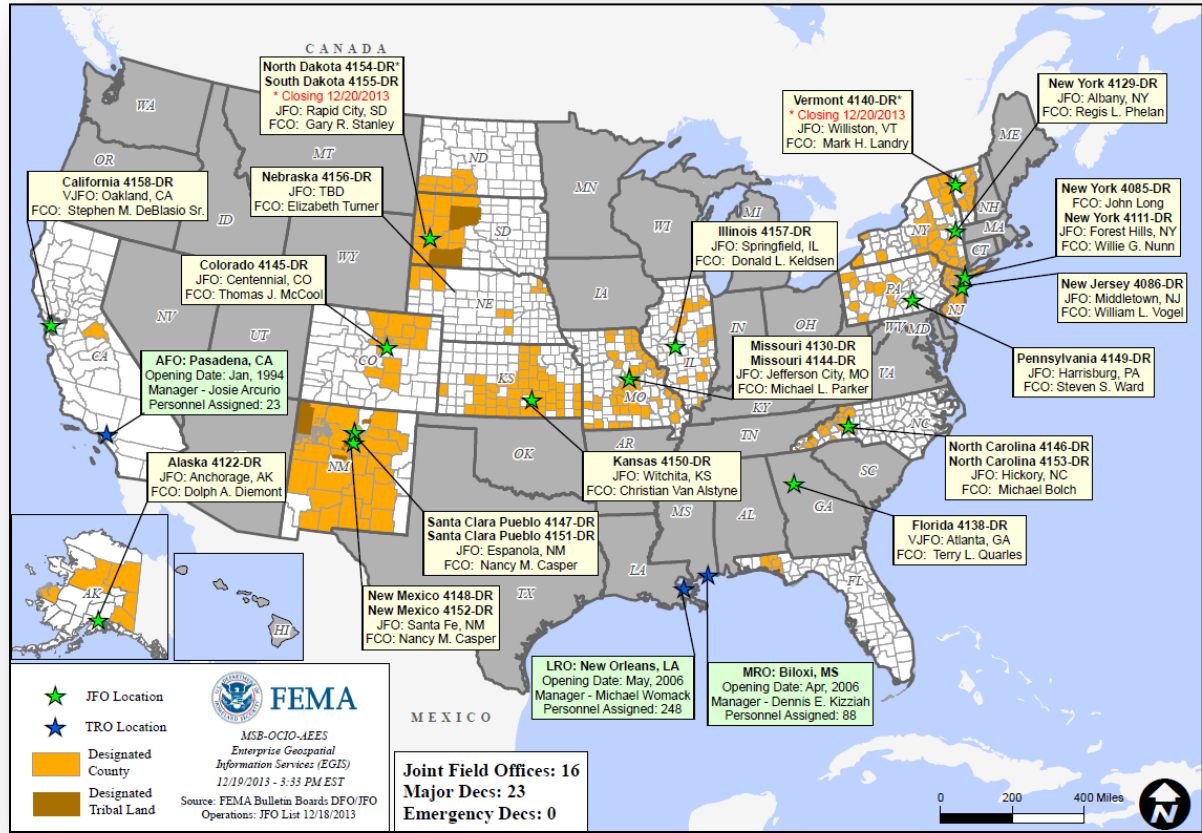 CANADA
North Dakota 4154-DR*
South Dakota 4155-DR
* Closing 12/20/2013
JFO: Rapid City, SD
FCO: Gary R. Stanley
Vermont 4140-DR*
* Closing 12/20/2013
JFO: Williston, VT
FCO: Mark H. Landry
New York 4129-DR
JFO: Albany, NY
FCO: Regis L. Phelan
California 4158-DR
VJFO: Oakland, CA
FCO: Stephen M. DeBlasio Sr.
Nebraska 4156-DR
JFO: TBD
FCO: Elizabeth Turner
New York 4085-DR
FCO: John Long
New York 4111-DR
JFO: Forest Hills, NY
FCO: Willie G. Nunn
Illinois 4157-DR
JFO: Springfield, IL
FCO: Donald L. Keldsen
Colorado 4145-DR
JFO: Centennial, CO
FCO: Thomas J. McCool
New Jersey 4086-DR
JFO: Middletown, NJ
FCO: William L. Vogel
AFO: Pasadena, CA
Opening Date: Jan, 1994
Manager - Josie Arcurio
Personnel Assigned: 23
Missouri 4130-DR
Missouri 4144-DR
JFO: Jefferson City, MO
FCO: Michael L. Parker
Pennsylvania 4149-DR
JFO: Harrisburg, PA
FCO: Steven S. Ward
Alaska 4122-DR
JFO: Anchorage, AK
FCO: Dolph A. Diemont
Kansas 4150-DR
JFO: Witchita, KS
FCO: Christian Van Alstyne
North Carolina 4146-DR
North Carolina 4153-DR
JFO: Hickory, NC
FCO: Michael Bolch
Santa Clara Pueblo 4147-DR
Santa Clara Pueblo 4151-DR
JFO: Espanola, NM
FCO: Nancy M. Casper
Florida 4138-DR
VJFO: Atlanta, GA
FCO: Terry L. Quarles
New Mexico 4148-DR
New Mexico 4152-DR
JFO: Santa Fe, NM
FCO: Nancy M. Casper
LRO: New Orleans, LA
Opening Date: May, 2006
Manager - Michael Womack
Personnel Assigned: 248
MRO: Biloxi, MS
Opening Date: Apr, 2006
Manager - Dennis E. Kizziah
Personnel Assigned: 88
WA
OR
ID
MT
ND
SD
MN
WI
MI
NY
ME
NH
MA
CT
NJ
PA
WY
NV
UT
CA
CO
NE
IA
IL
IN
OH
WV
MD
VA
KS
MO
KY
NM
OK
AR
TN
NC
SC
TX
LA
MS
AL
GA
FL
AK
HI
MEXICO
JFO Location
TRO Location
Designated
County
Designated
Tribal Land
FEMA
MSB-OCIO-AEES
Enterprise Geospatial
Information Services (EGIS)
12/19/2013 - 3:33 PM EST
Source: FEMA Bulletin Boards DFO/JFO
Operations: JFO List 12/18/2013
Joint Field Offices: 16
Major Decs: 23
Emergency Decs: 0
0 200 400 Miles
N